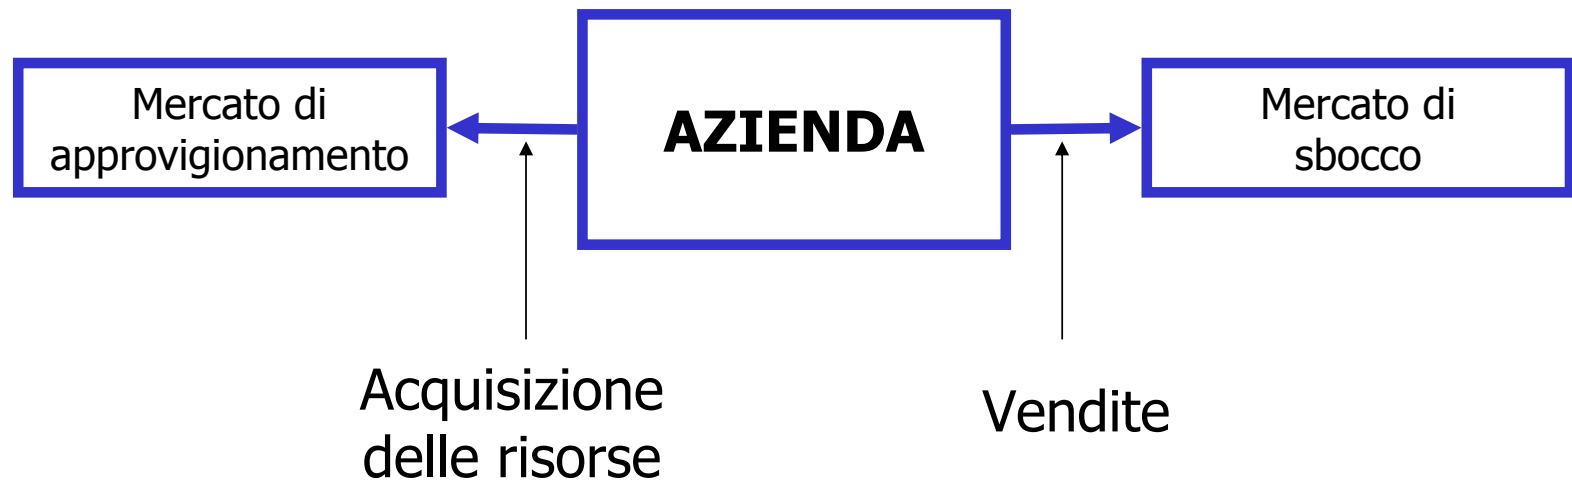 Mercato di
approvigionamento
AZIENDA
Mercato di
sbocco
Acquisizione
delle risorse
Vendite